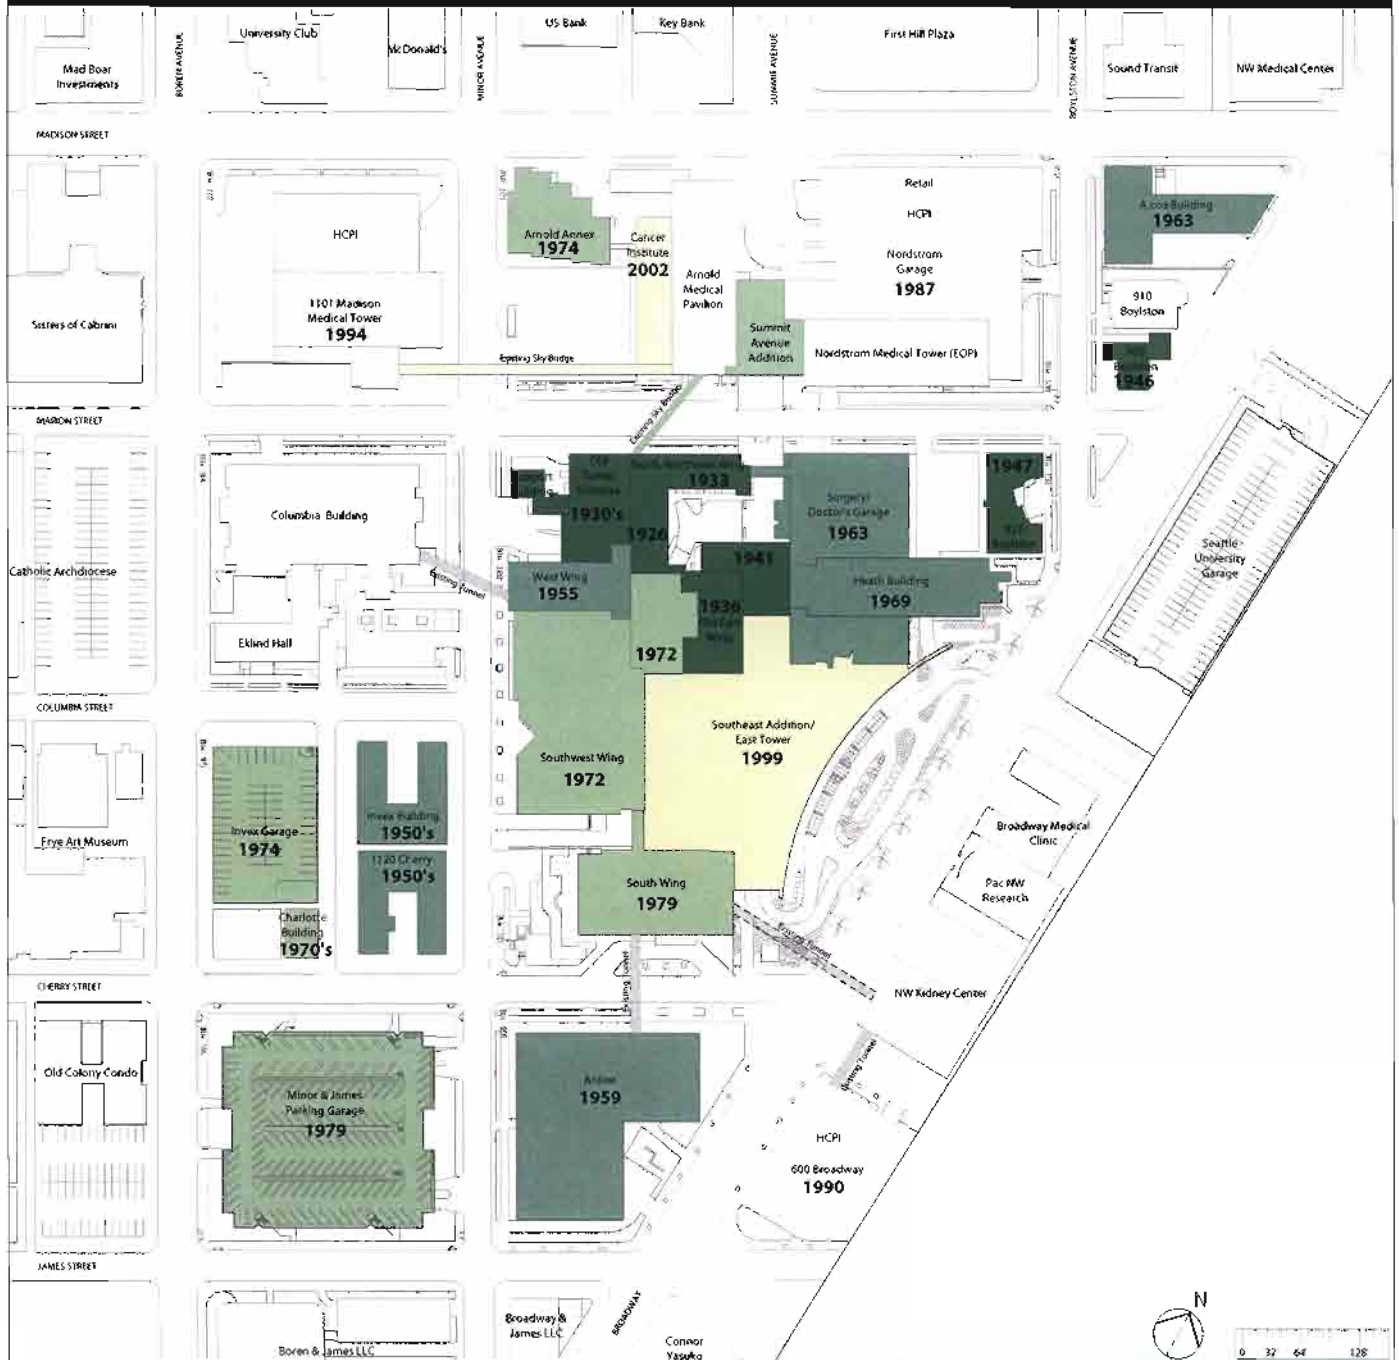 US Bank
Key Bank
University Club
McDonald's
First Hill Plaza
Mad Boar
Investments
BOREN AVENUE
MINOR AVENUE
SUMMIT AVENUE
BOYLSTON AVENUE
Sound Transit
NW Medical Center
MADISON STREET
Retail
HCPI
HCPI
Arnold Annex
1974
Cancer
Institute
2002
Nordstrom
Garage
1987
1963
Arnold
Medical
Pavilion
910
Boylston
Sisters of Cabrini
1101 Madison
Medical Tower
1994
Summit
Avenue
Addition
Nordstrom Medical Tower (EOP)
Existing Sky Bridge
1946
Existing Sky Bridge
MARION STREET
1933
1947
Columbia Building
1930's
1926
Surgery/
Doctor's Garage
1963
1941
Seattle
University
Garage
Catholic Archdiocese
Existing Tunnel
West Wing
1955
Heath Building
1969
1936
Eklind Hall
1972
COLUMBIA STREET
Southeast Addition/
East Tower
1999
Southwest Wing
1972
Frye Art Museum
Invex Garage
1974
Invex Building
1950's
1120 Cherry
1950's
Broadway Medical
Clinic
Pac NW
Research
South Wing
1979
Charlotte
Building
1970's
Existing Tunnel
Existing Tunnel
CHERRY STREET
NW Kidney Center
Existing Tunnel
Old Colony Condo
Minor & James
Parking Garage
1979
1959
HCPI
600 Broadway
1990
JAMES STREET
Broadway &
James LLC
BROADWAY
Connor
Yasuko
Boren & James LLC
N
0 32 64 128